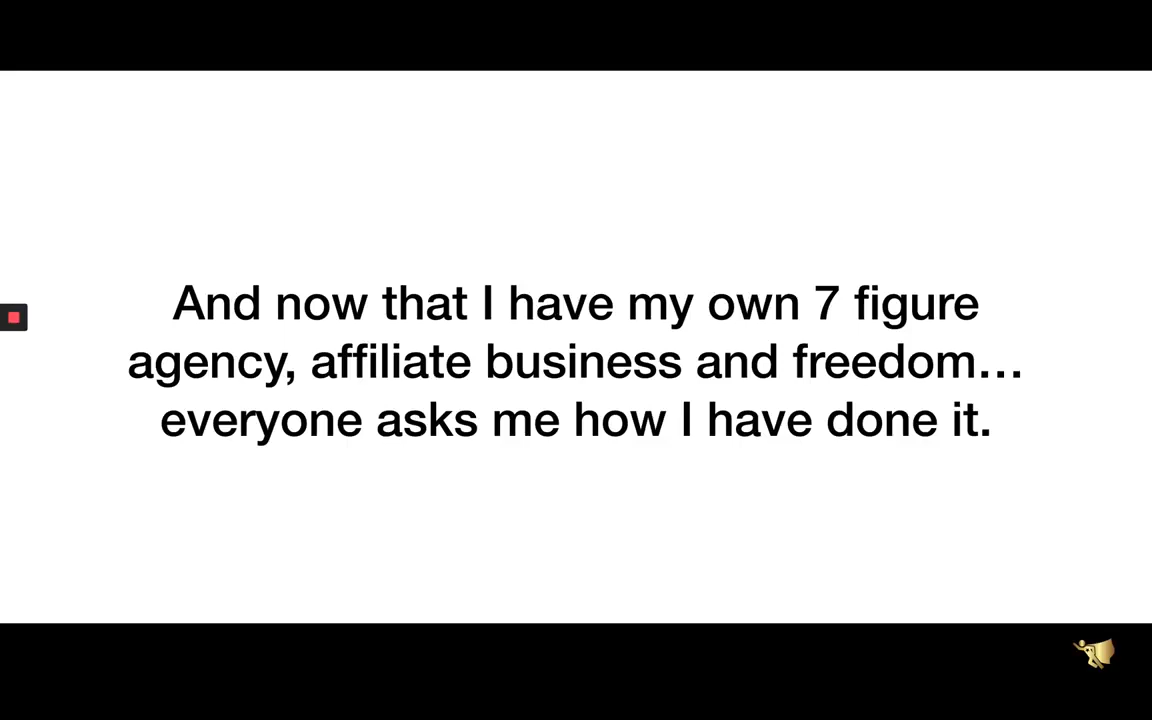 And now that I have my own 7 figure
agency, affiliate business and freedom…
everyone asks me how I have done it.